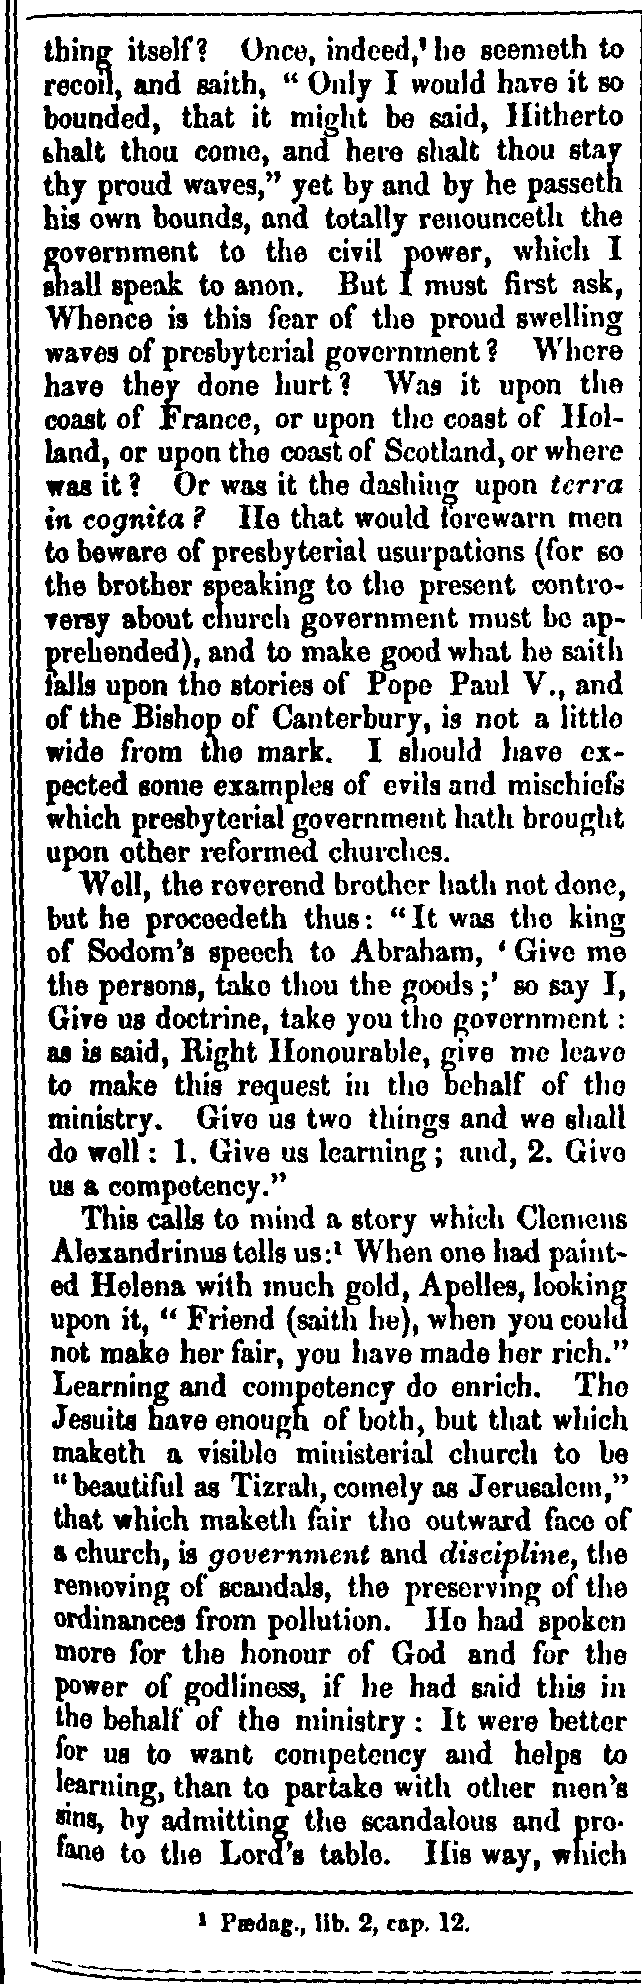 thing itself? Once, indeed,' he seemeth to
recoil, and saith, “ Only I would have it so
bounded, that it might be said, Hitherto
shalt thou come, and here shalt thou stay
thy proud waves,” yet by and by he passeth
his own bounds, and totally renounceth the
government to the civil power, which I
shall speak to anon. But I must first ask,
Whence is this fear of the proud swelling
waves of presbyterial government? Where
have they done hurt? Was it upon the
coast of France, or upon the coast of Hol-
land, or upon the coast of Scotland, or where
was it? Or was it the dashing upon terra
in cognita? He that would forewarn men
to beware of presbyterial usurpations (for so
the brother speaking to the present contro-
versy about church government must be ap-
prehended), and to make good what he saith
falls upon the stories of Pope Paul V., and
of the Bishop of Canterbury, is not a little
wide from the mark. I should have ex-
pected some examples of evils and mischiefs
which presbyterial government hath brought
upon other reformed churches.
Well, the reverend brother hath not done,
but he proceedeth thus: “It was the king
of Sodom's speech to Abraham, ‘ Give me
the persons, take thou the goods;’ so say I,
Give us doctrine, take you the government :
as is said, Right Honourable, give me leave
to make this request in the behalf of the
ministry. Give us two things and we shall
do well: 1. Give us learning; and, 2. Give
us a competency.”
This calls to mind a story which Clemens
Alexandrinus tells us:¹ When one had paint-
ed Helena with much gold, Apelles, looking
upon it, “ Friend (saith he), when you could
not make her fair, you have made her rich.”
Learning and competency do enrich. The
Jesuits have enough of both, but that which
maketh a visible ministerial church to be
“beautiful as Tizrah, comely as Jerusalem,”
that which maketh fair the outward face of
a church, is government and discipline, the
removing of scandals, the preserving of the
ordinances from pollution. He had spoken
more for the honour of God and for the
power of godliness, if he had said this in
the behalf of the ministry: It were better
for us to want competency and helps to
learning, than to partake with other men's
sins, by admitting the scandalous and pro-
fane to the Lord's table. His way, which
¹ Pædag., lib. 2, cap. 12.